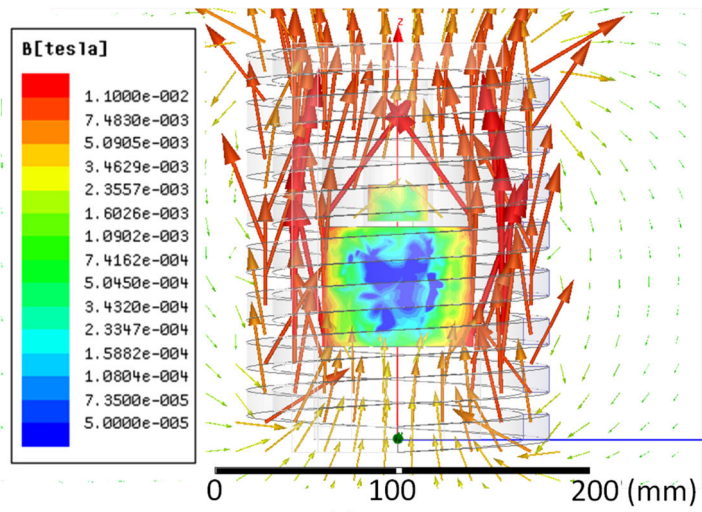 B[tesla]
1.1000e-002
7.4830e-003
5.0905e-003
3.4629e-003
2.3557e-003
1.6026e-003
1.0902e-003
7.4162e-004
5.0450e-004
3.4320e-004
2.3347e-004
1.5882e-004
1.0804e-004
7.3500e-005
5.0000e-005
z
0 100 200 (mm)